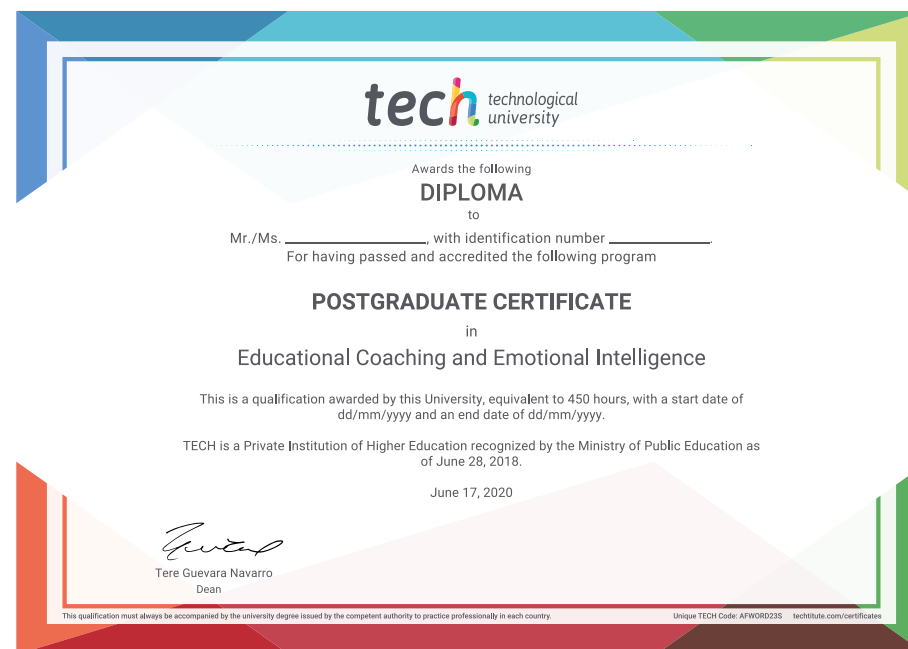 tech technological
university
Awards the following
DIPLOMA
to
Mr./Ms. ____________________, with identification number ______________.
For having passed and accredited the following program
POSTGRADUATE CERTIFICATE
in
Educational Coaching and Emotional Intelligence
This is a qualification awarded by this University, equivalent to 450 hours, with a start date of
dd/mm/yyyy and an end date of dd/mm/yyyy.
TECH is a Private Institution of Higher Education recognized by the Ministry of Public Education as
of June 28, 2018.
June 17, 2020
Tere Guevara Navarro
Dean
This qualification must always be accompanied by the university degree issued by the competent authority to practice professionally in each country. Unique TECH Code: AFWORD23S techtitute.com/certificates